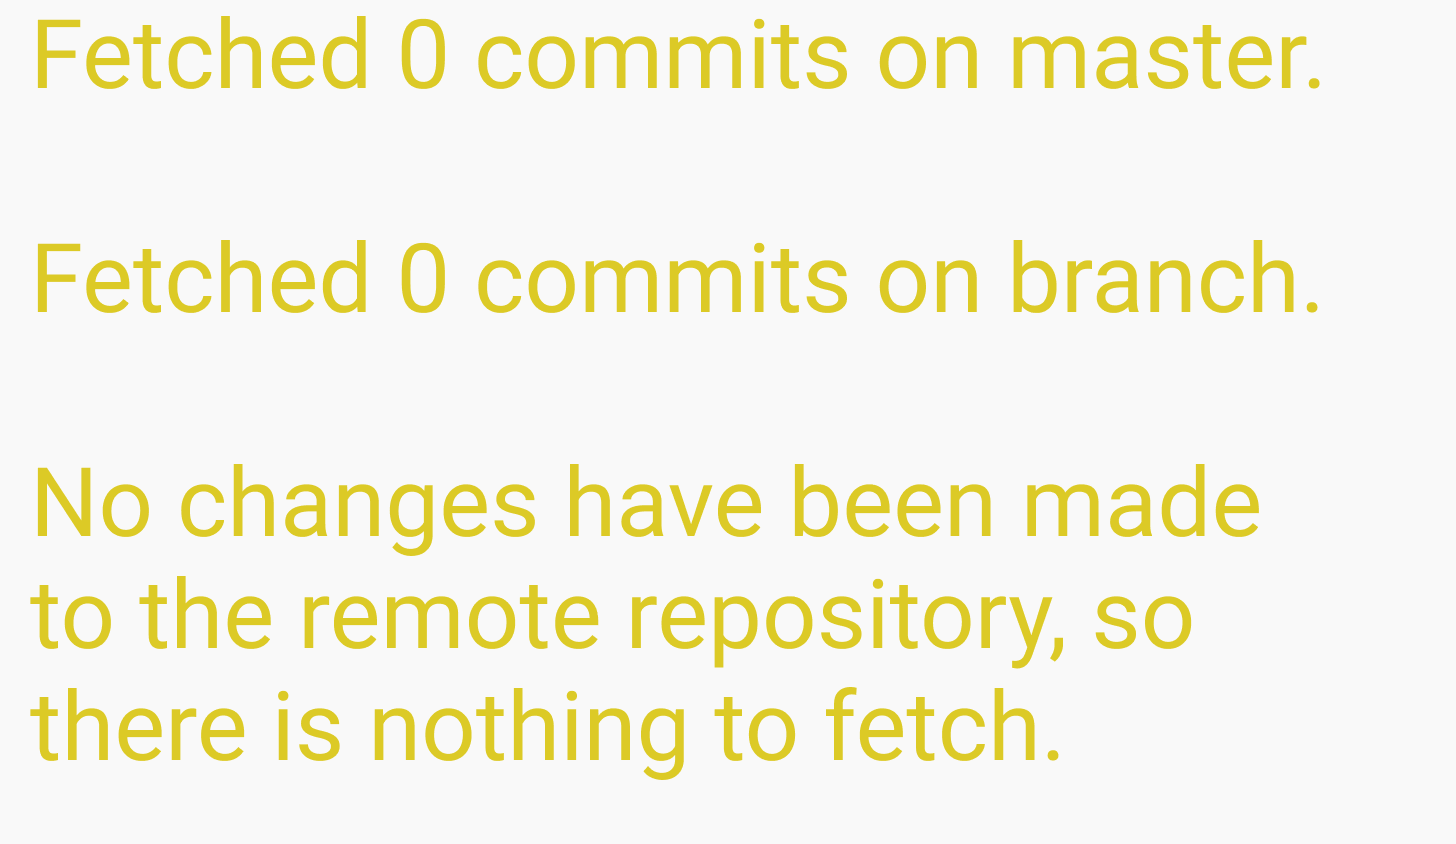 Fetched 0 commits on master.
Fetched 0 commits on branch.
No changes have been made
to the remote repository, so
there is nothing to fetch.